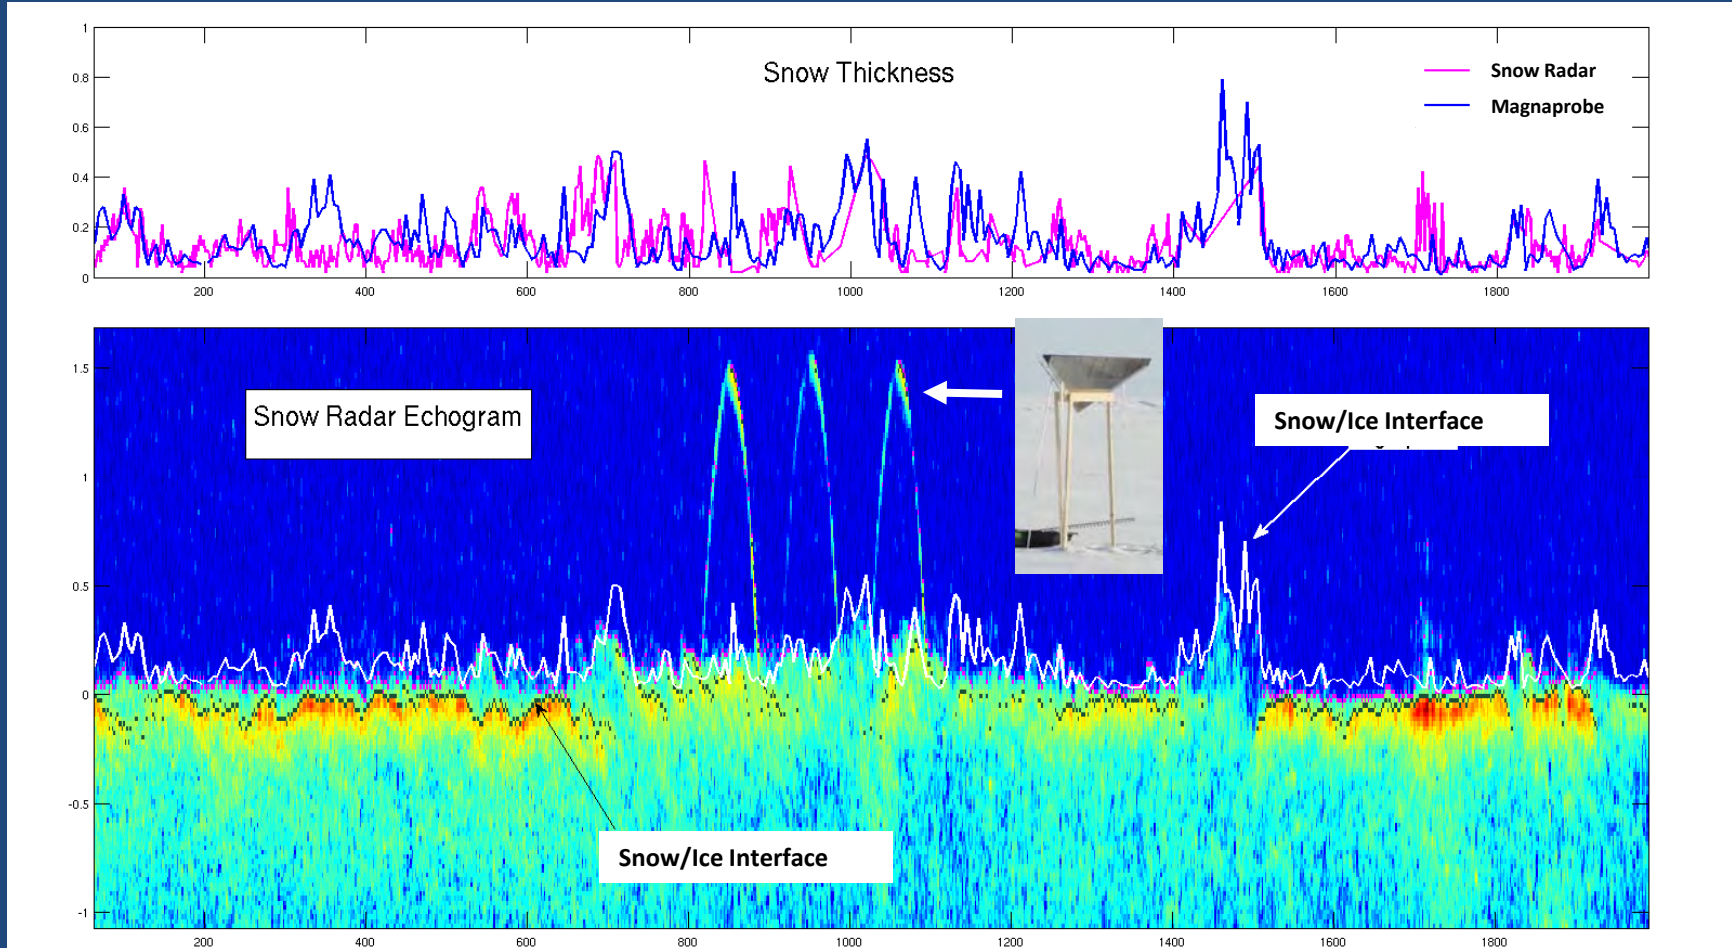 1
0.8
0.6
0.4
0.2
0
Snow Thickness
Snow Radar
Magnaprobe
200 400 600 800 1000 1200 1400 1600 1800
1.5
1
0.5
0
-0.5
-1
Snow Radar Echogram
Snow/Ice Interface
Snow/Ice Interface
200 400 600 800 1000 1200 1400 1600 1800